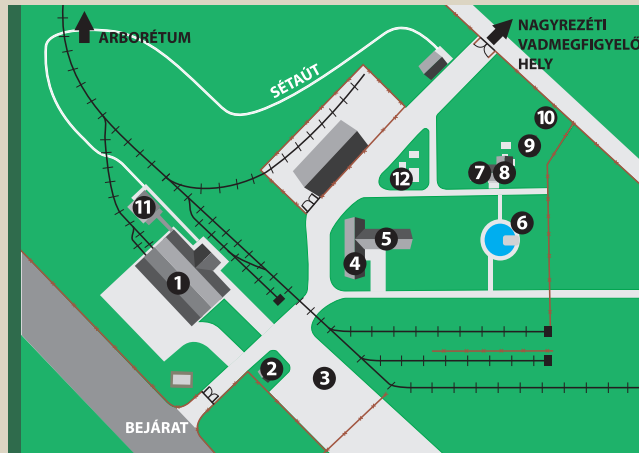 ARBORÉTUM
NAGYREZÉTI
VADMEGFIGYELŐ
HELY
SÉTAÚT
10
9
7
8
12
11
6
5
4
1
2
3
BEJÁRAT